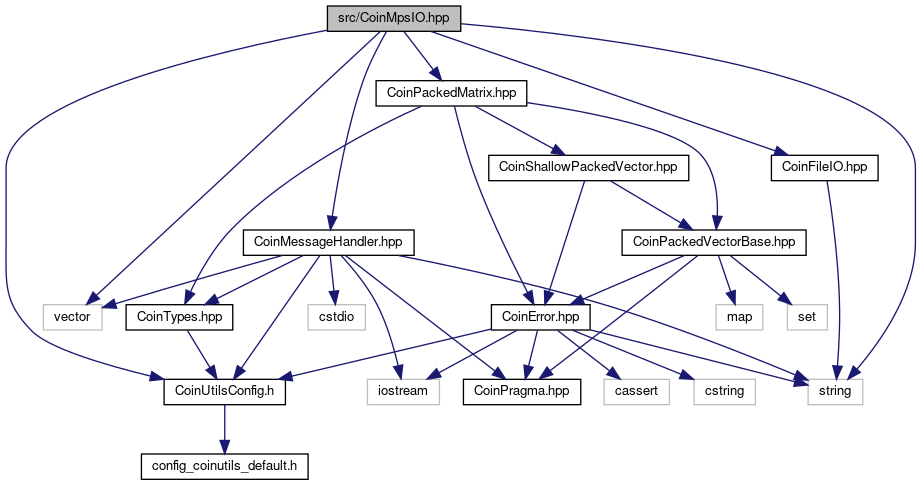 src/CoinMpsIO.hpp
CoinPackedMatrix.hpp
CoinShallowPackedVector.hpp
CoinFileIO.hpp
CoinMessageHandler.hpp
CoinPackedVectorBase.hpp
vector
CoinTypes.hpp
cstdio
CoinError.hpp
map
set
CoinUtilsConfig.h
iostream
CoinPragma.hpp
cassert
cstring
string
config_coinutils_default.h